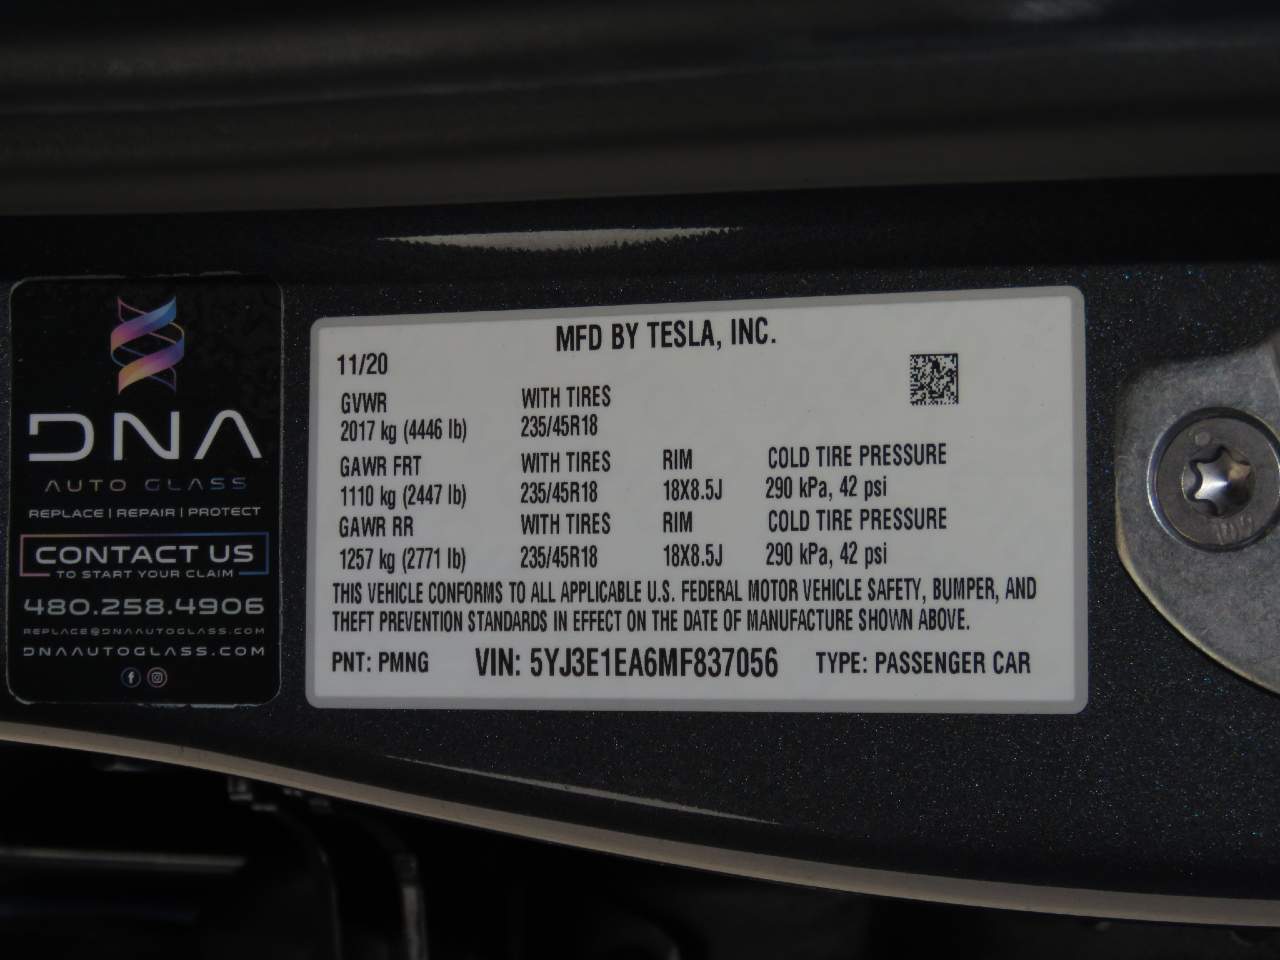 DNA
AUTO GLASS
REPLACE | REPAIR | PROTECT
CONTACT US
TO START YOUR CLAIM
480.258.4906
REPLACE@DNAAUTOGLASS.COM
DNAAUTOGLASS.COM
MFD BY TESLA, INC.
11/20
GVWR WITH TIRES
2017 kg (4446 lb) 235/45R18
GAWR FRT WITH TIRES RIM COLD TIRE PRESSURE
1110 kg (2447 lb) 235/45R18 18X8.5J 290 kPa, 42 psi
GAWR RR WITH TIRES RIM COLD TIRE PRESSURE
1257 kg (2771 lb) 235/45R18 18X8.5J 290 kPa, 42 psi
THIS VEHICLE CONFORMS TO ALL APPLICABLE U.S. FEDERAL MOTOR VEHICLE SAFETY, BUMPER, AND
THEFT PREVENTION STANDARDS IN EFFECT ON THE DATE OF MANUFACTURE SHOWN ABOVE.
PNT: PMNG VIN: 5YJ3E1EA6MF837056 TYPE: PASSENGER CAR